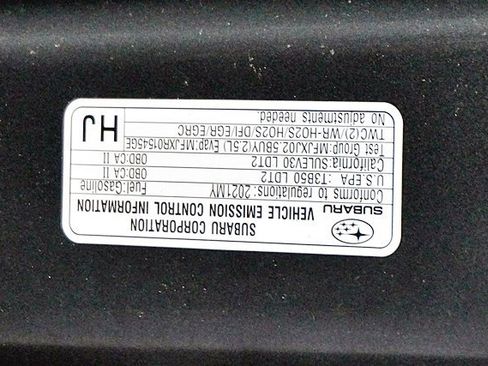 SUBARU CORPORATION
VEHICLE EMISSION CONTROL INFORMATION
SUBARU
Conforms to regulations: 2021MY Fuel:Gasoline
U.S.EPA :T3B50 LDT2 OBD:CA II
California:SULEV30 LDT2 OBD:CA II
Test Group:MFJXJ02.5BUY(2.5L) Evap:MFJXR0154SGE
TWC(2)/WR-HO2S/HO2S/DFI/EGR/EGRC
No adjustments needed
HJ